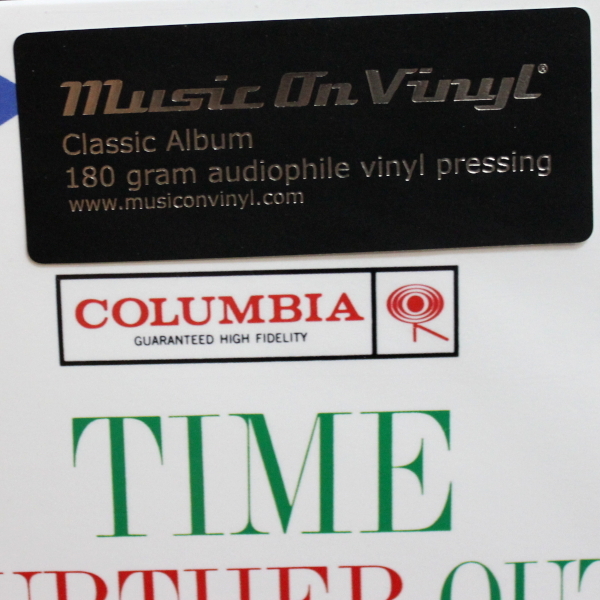 Music On Vinyl®
Classic Album
180 gram audiophile vinyl pressing
www.musiconvinyl.com
COLUMBIA
GUARANTEED HIGH FIDELITY
TIME